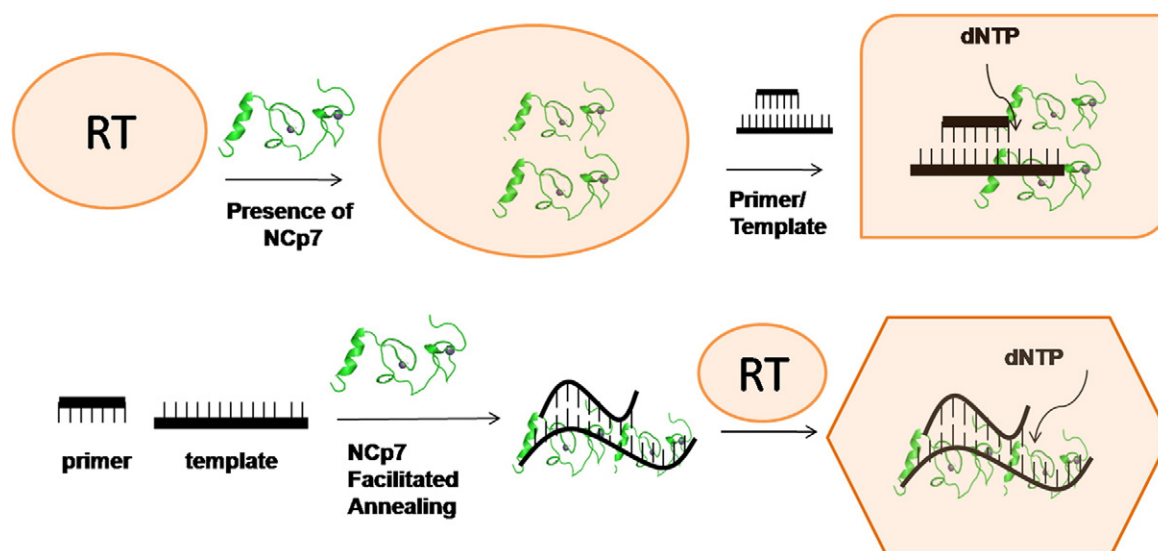 RT
Presence of
NCp7
Primer/
Template
dNTP
primer
template
NCp7
Facilitated
Annealing
RT
dNTP